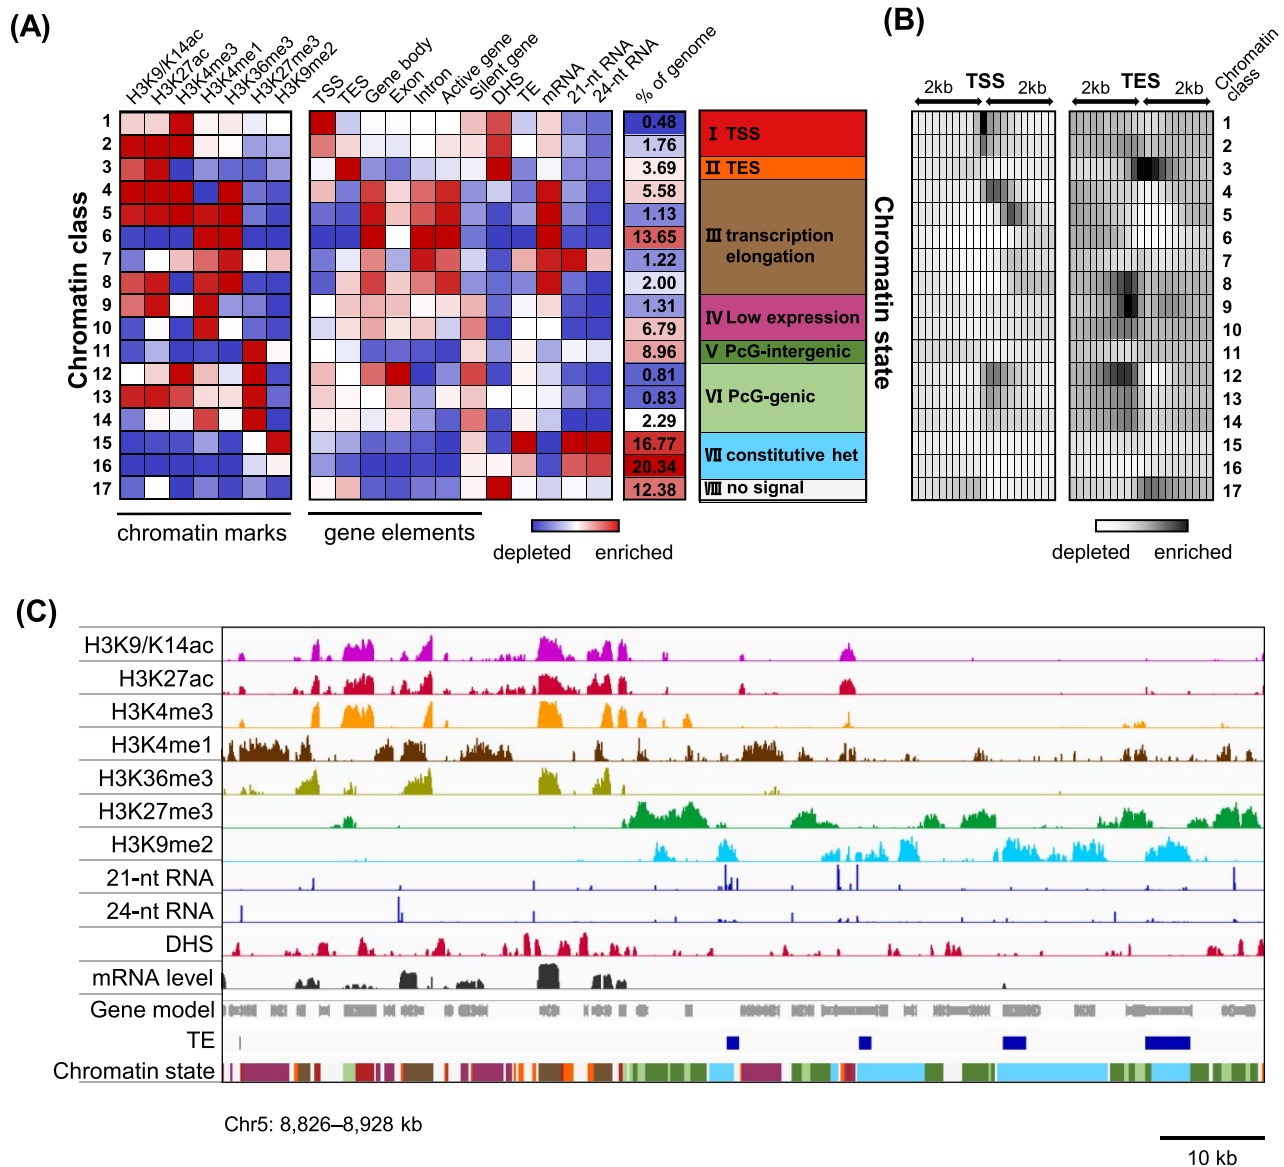 (A)
H3K9/K14ac
H3K27ac
H3K4me3
H3K4me1
H3K36me3
H3K27me3
H3K9me2
TSS
TES
Gene body
Exon
Intron
Active gene
Silent gene
DHS
TE
mRNA
21-nt RNA
24-nt RNA
% of genome
Chromatin class
1
2
3
4
5
6
7
8
9
10
11
12
13
14
15
16
17
0.48
1.76
3.69
5.58
1.13
13.65
1.22
2.00
1.31
6.79
8.96
0.81
0.83
2.29
16.77
20.34
12.38
Ⅰ TSS
Ⅱ TES
Ⅲ transcription
elongation
Ⅳ Low expression
Ⅴ PcG-intergenic
Ⅵ PcG-genic
Ⅶ constitutive het
Ⅷ no signal
Chromatin state
chromatin marks
gene elements
depleted
enriched
(B)
2kb TSS 2kb
2kb TES 2kb
Chromatin
class
1
2
3
4
5
6
7
8
9
10
11
12
13
14
15
16
17
depleted
enriched
(C)
H3K9/K14ac
H3K27ac
H3K4me3
H3K4me1
H3K36me3
H3K27me3
H3K9me2
21-nt RNA
24-nt RNA
DHS
mRNA level
Gene model
TE
Chromatin state
Chr5: 8,826–8,928 kb
10 kb